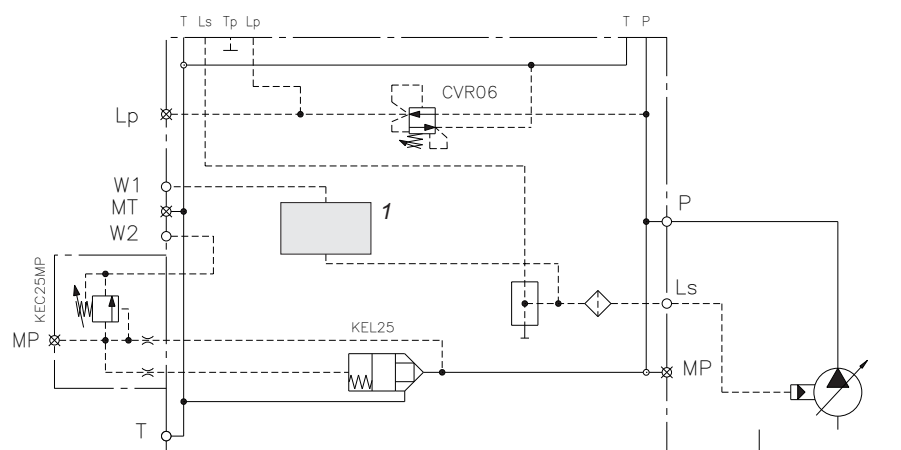 T Ls Tp Lp T P
CVR06
Lp
W1
1
MT
P
W2
KEC25MP
Ls
KEL25
MP
MP
T